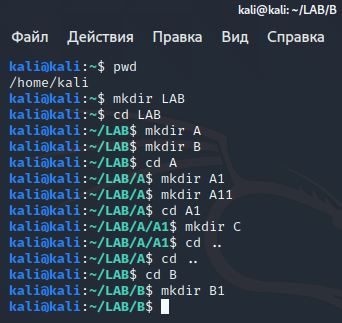 kali@kali: ~/LAB/B
Файл Действия Правка Вид Справка
kali@kali:~$ pwd
/home/kali
kali@kali:~$ mkdir LAB
kali@kali:~$ cd LAB
kali@kali:~/LAB$ mkdir A
kali@kali:~/LAB$ mkdir B
kali@kali:~/LAB$ cd A
kali@kali:~/LAB/A$ mkdir A1
kali@kali:~/LAB/A$ mkdir A11
kali@kali:~/LAB/A$ cd A1
kali@kali:~/LAB/A/A1$ mkdir C
kali@kali:~/LAB/A/A1$ cd ..
kali@kali:~/LAB/A$ cd ..
kali@kali:~/LAB$ cd B
kali@kali:~/LAB/B$ mkdir B1
kali@kali:~/LAB/B$